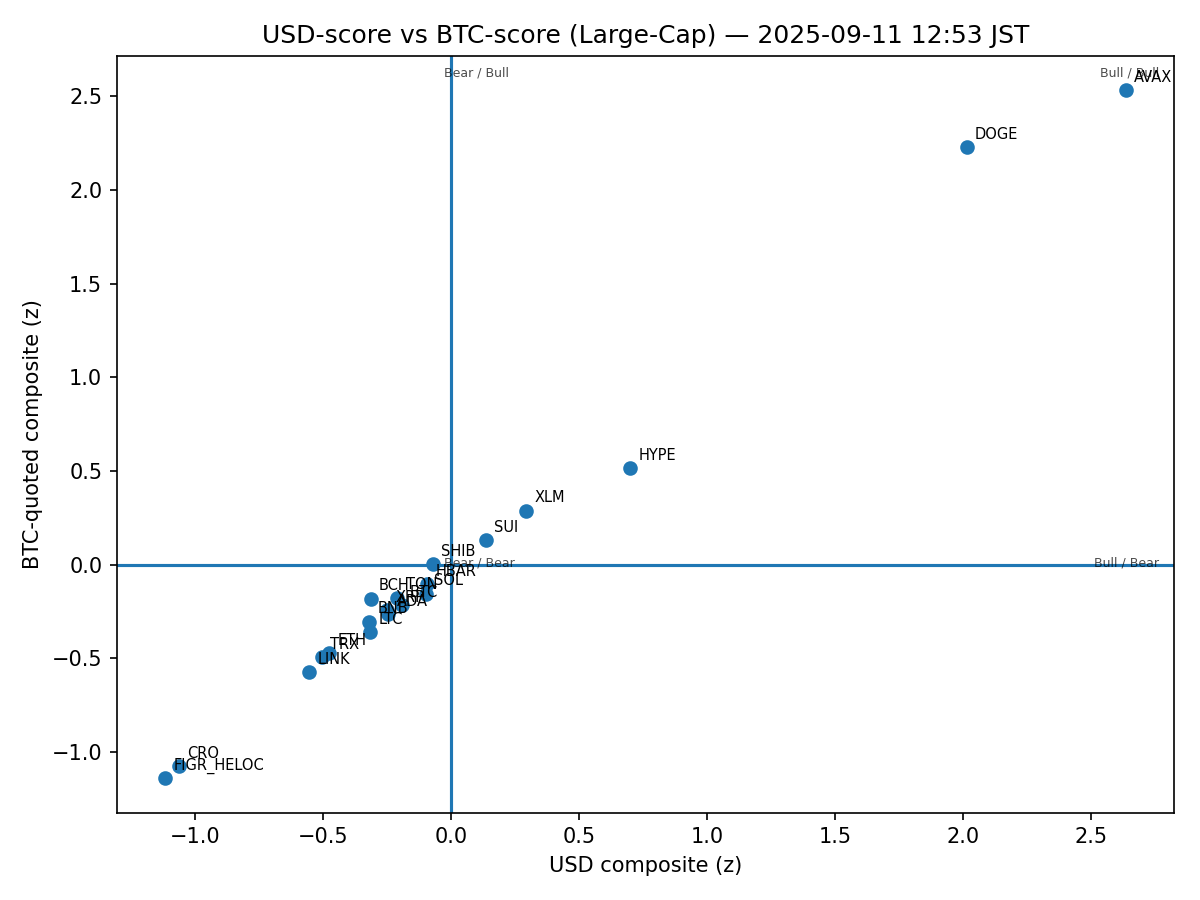 USD-score vs BTC-score (Large-Cap) — 2025-09-11 12:53 JST
Bear / Bull
Bull / Bull
AVAX
2.5
DOGE
2.0
1.5
1.0
HYPE
0.5
XLM
SUI
SHIB
0.0
Bear / Bear
Bull / Bear
HBAR
SOL
TON
BCH
BTC
XRP
ADA
BNB
LTC
−0.5
ETH
TRX
LINK
−1.0
CRO
FIGR_HELOC
−1.0
−0.5
0.0
0.5
1.0
1.5
2.0
2.5
USD composite (z)
BTC-quoted composite (z)